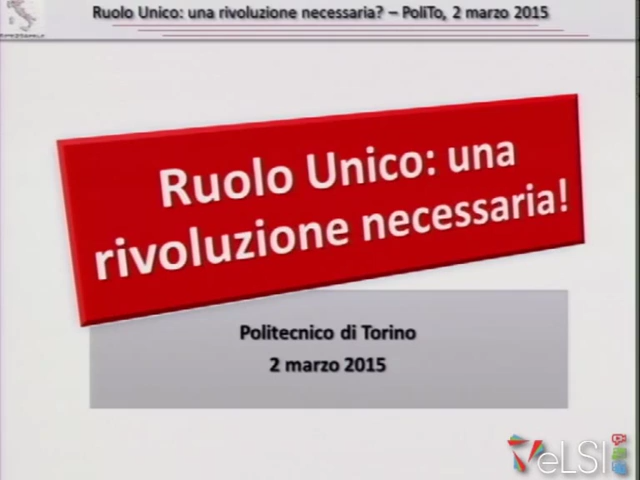 Ruolo Unico: una rivoluzione necessaria? – PoliTo, 2 marzo 2015
Ruolo Unico: una
rivoluzione necessaria!
Politecnico di Torino
2 marzo 2015
VeLSI